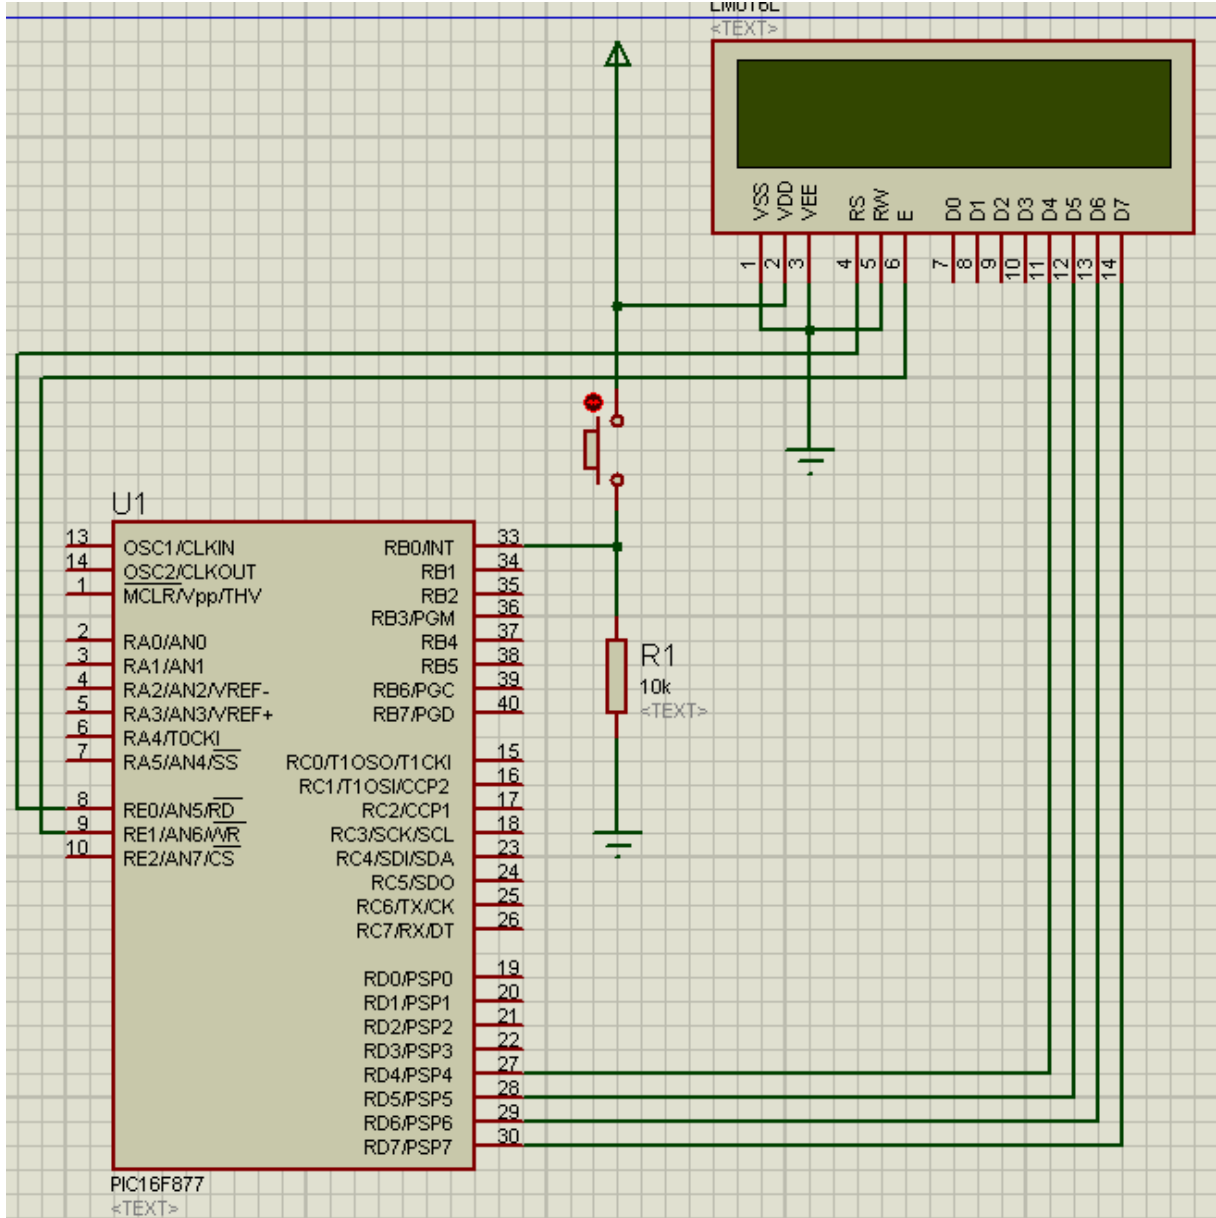 LM016L
<TEXT>
VSS
VDD
VEE
RS
RW
E
D0
D1
D2
D3
D4
D5
D6
D7
1
2
3
4
5
6
7
8
9
10
11
12
13
14
U1
13 OSC1/CLKIN RB0/INT 33
14 OSC2/CLKOUT RB1 34
1 MCLR/Vpp/THV RB2 35
RB3/PGM 36
2 RA0/AN0 RB4 37
3 RA1/AN1 RB5 38
4 RA2/AN2/VREF- RB6/PGC 39
5 RA3/AN3/VREF+ RB7/PGD 40
6 RA4/T0CKI
7 RA5/AN4/SS RC0/T1OSO/T1CKI 15
RC1/T1OSI/CCP2 16
8 RE0/AN5/RD RC2/CCP1 17
9 RE1/AN6/WR RC3/SCK/SCL 18
10 RE2/AN7/CS RC4/SDI/SDA 23
RC5/SDO 24
RC6/TX/CK 25
RC7/RX/DT 26
RD0/PSP0 19
RD1/PSP1 20
RD2/PSP2 21
RD3/PSP3 22
RD4/PSP4 27
RD5/PSP5 28
RD6/PSP6 29
RD7/PSP7 30
R1
10k
<TEXT>
PIC16F877
<TEXT>